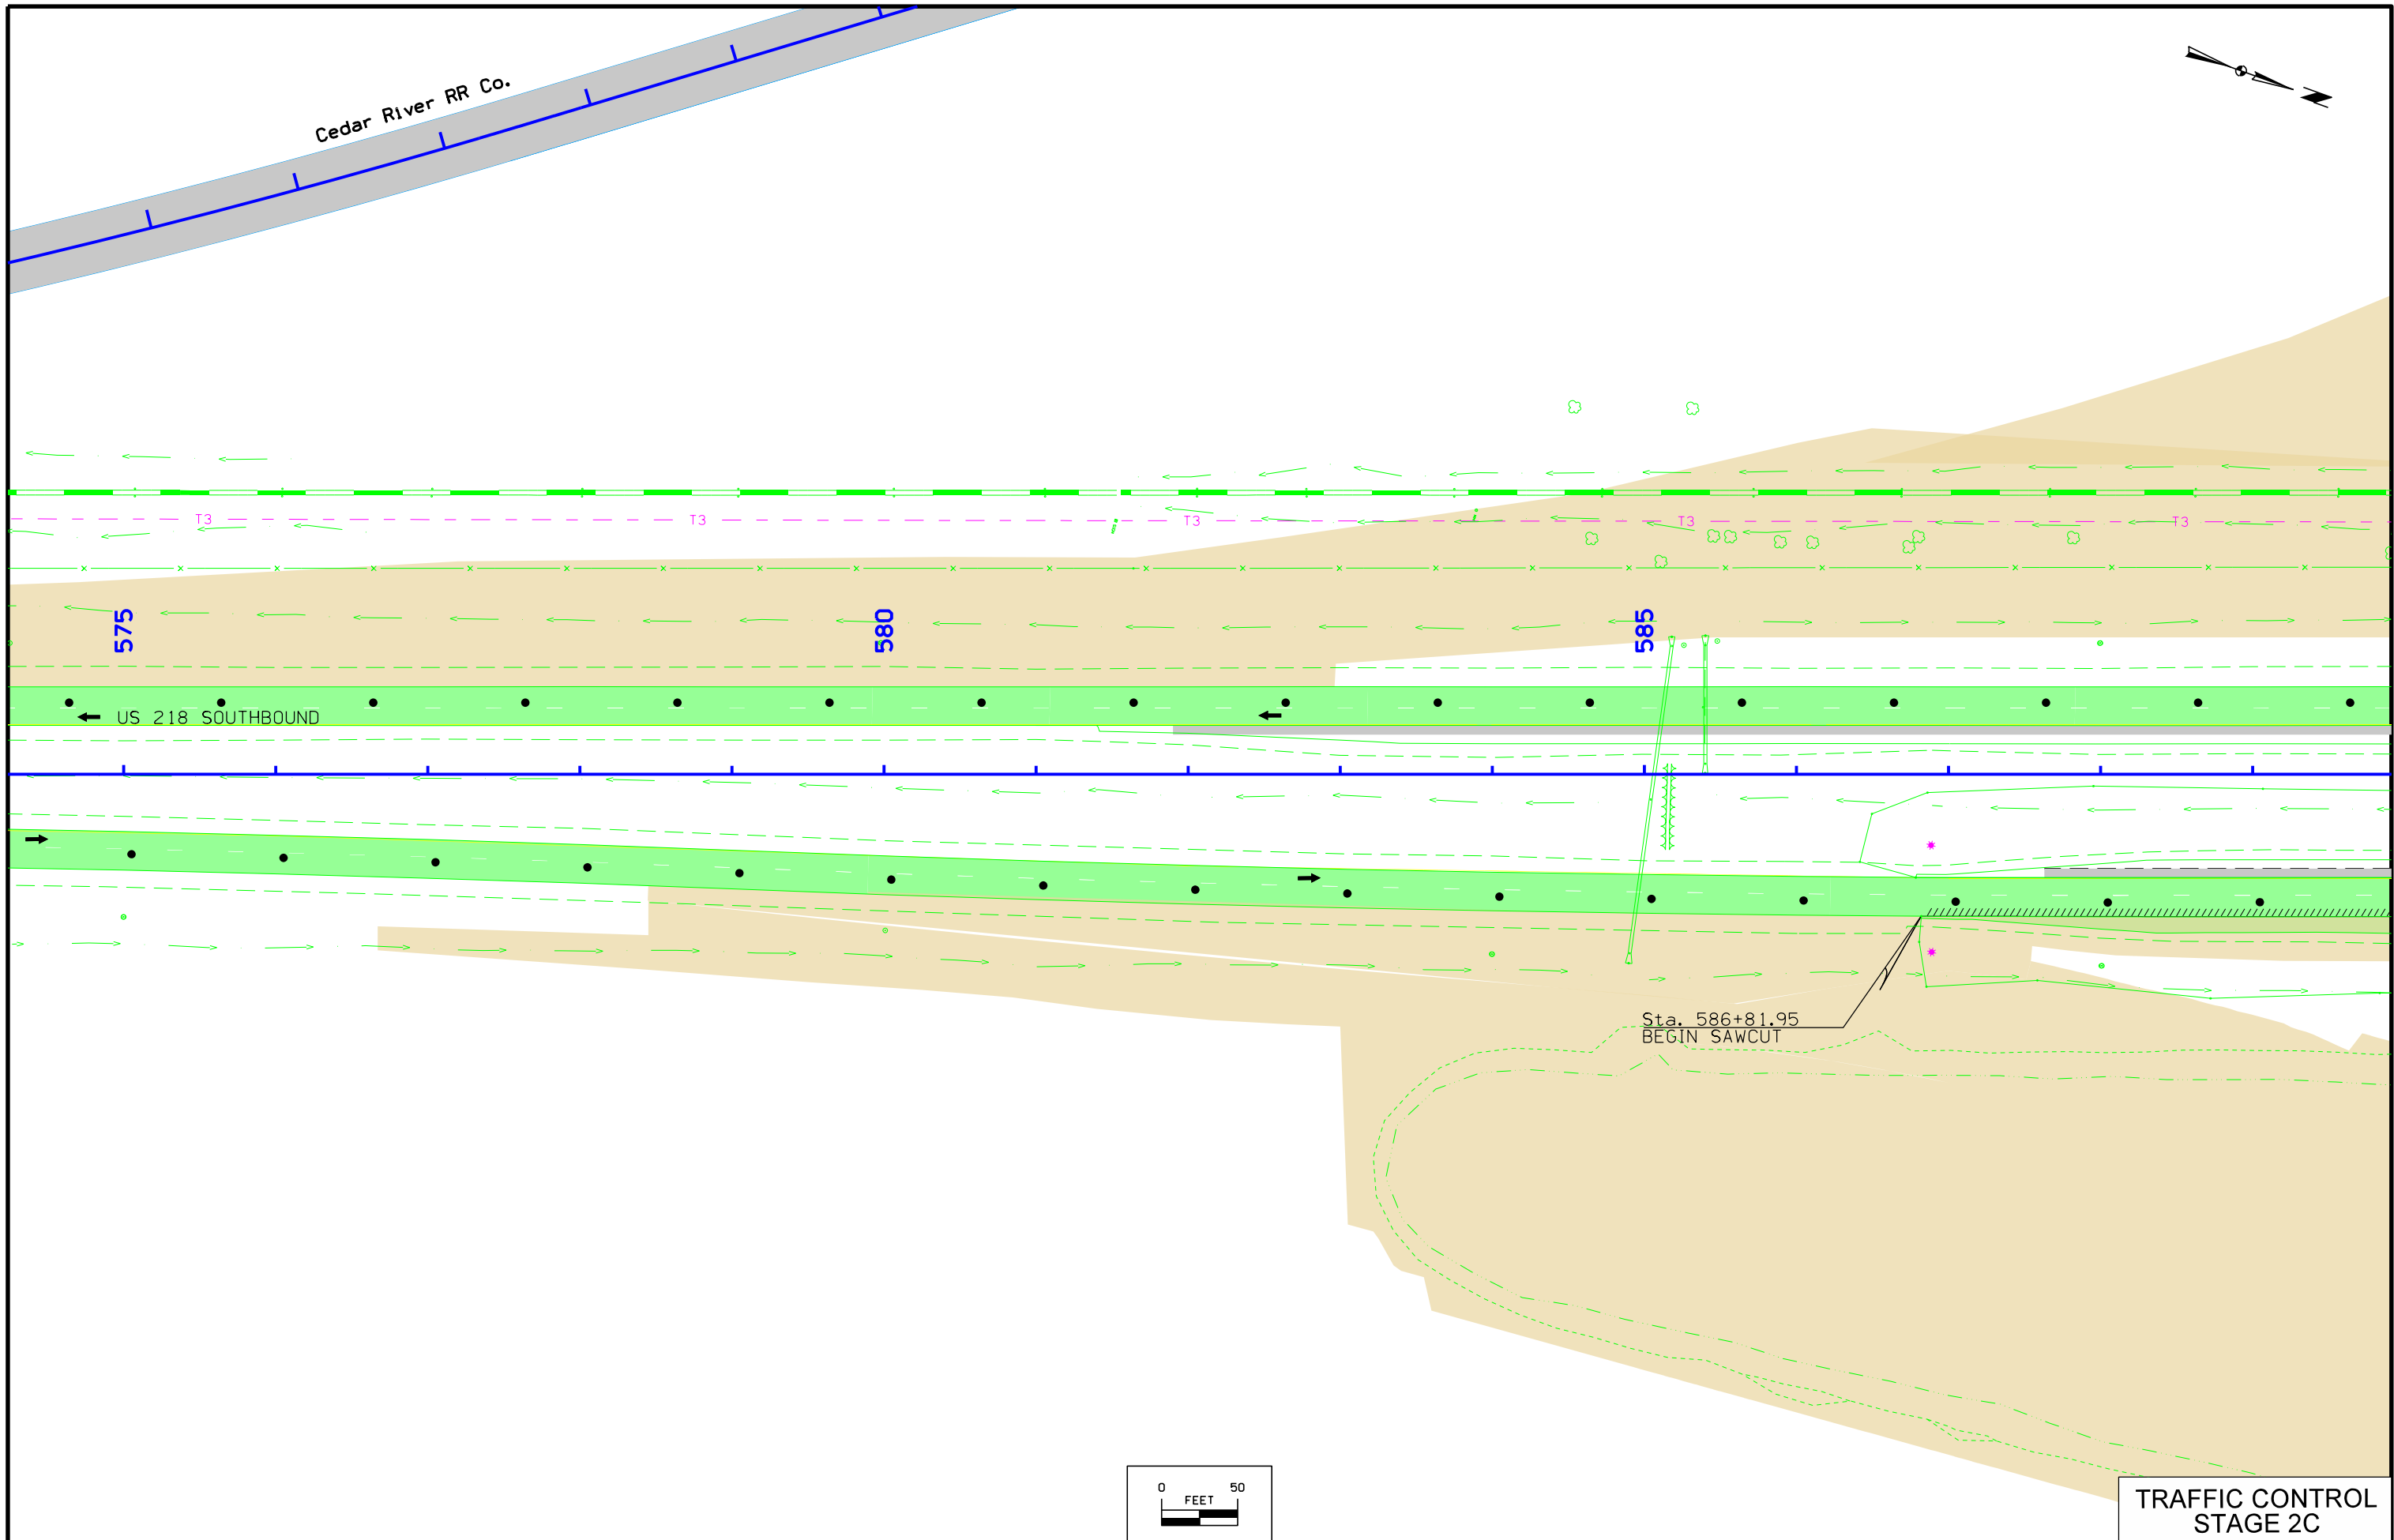 Cedar River RR Co.
N
T3 T3 T3 T3 T3
575 580 585
US 218 SOUTHBOUND
Sta. 586+81.95
BEGIN SAWCUT
0 50
FEET
TRAFFIC CONTROL
STAGE 2C